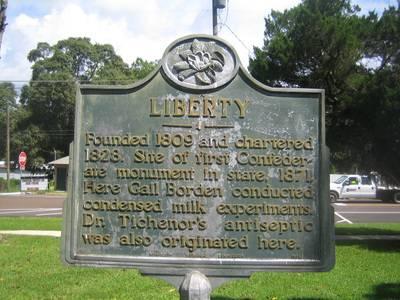 LIBERTY
Founded 1809 and chartered
1828. Site of first Confeder-
ate monument in state, 1871.
Here Gail Borden conducted
condensed milk experiments.
Dr. Tichenor's antiseptic
was also originated here.